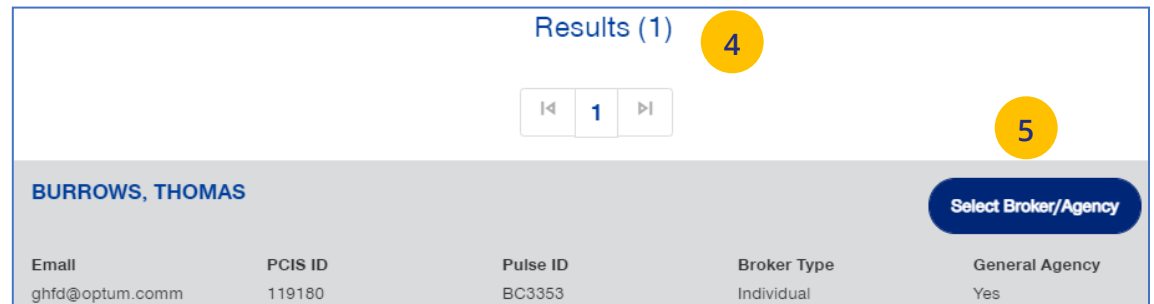 Results (1)
4
1
5
BURROWS, THOMAS
Select Broker/Agency
Email PCIS ID Pulse ID Broker Type General Agency
ghfd@optum.comm 119180 BC3353 Individual Yes